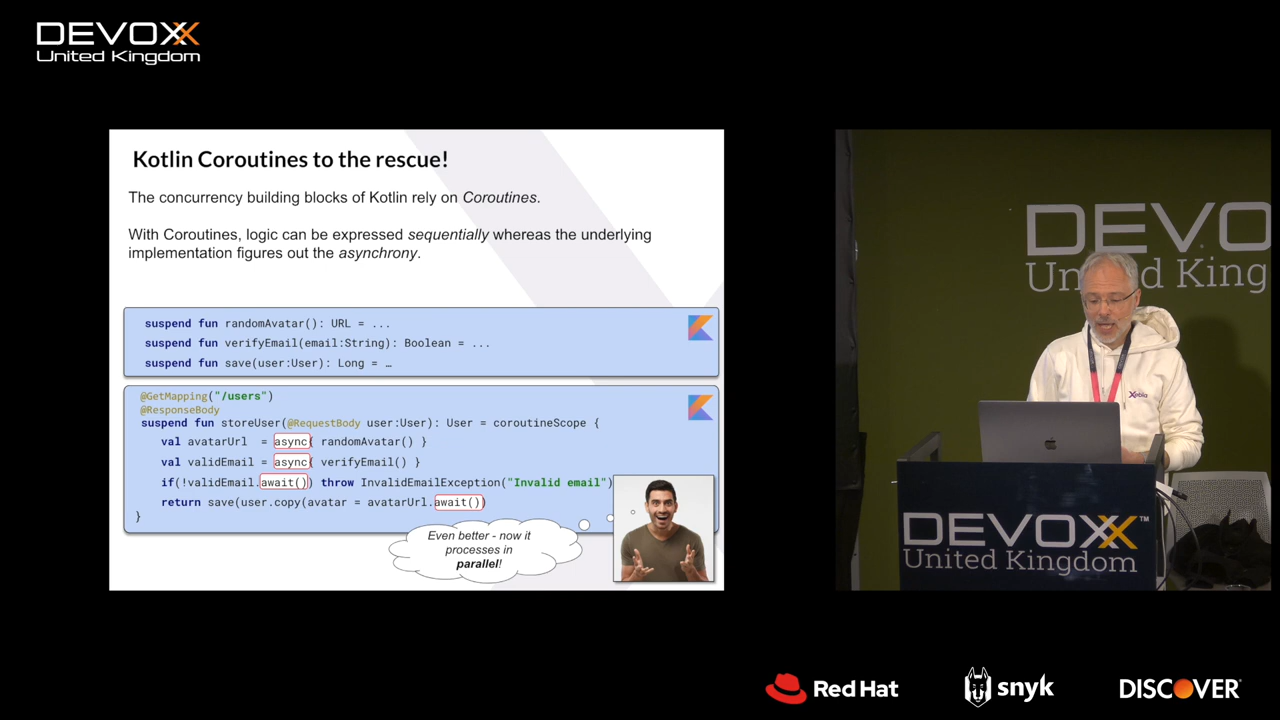 DEVOXX
United Kingdom
Kotlin Coroutines to the rescue!
The concurrency building blocks of Kotlin rely on Coroutines.
With Coroutines, logic can be expressed sequentially whereas the underlying
implementation figures out the asynchrony.
suspend fun randomAvatar(): URL = ...
suspend fun verifyEmail(email:String): Boolean = ...
suspend fun save(user:User): Long = …
@GetMapping("/users")
@ResponseBody
suspend fun storeUser(@RequestBody user:User): User = coroutineScope {
val avatarUrl = async{ randomAvatar() }
val validEmail = async{ verifyEmail() }
if(!validEmail.await()) throw InvalidEmailException("Invalid email")
return save(user.copy(avatar = avatarUrl.await())
}
Even better - now it
processes in
parallel!
DEVO
United King
Xebia
DEVOXX™
United Kingdom
Red Hat
snyk
DISCOVER